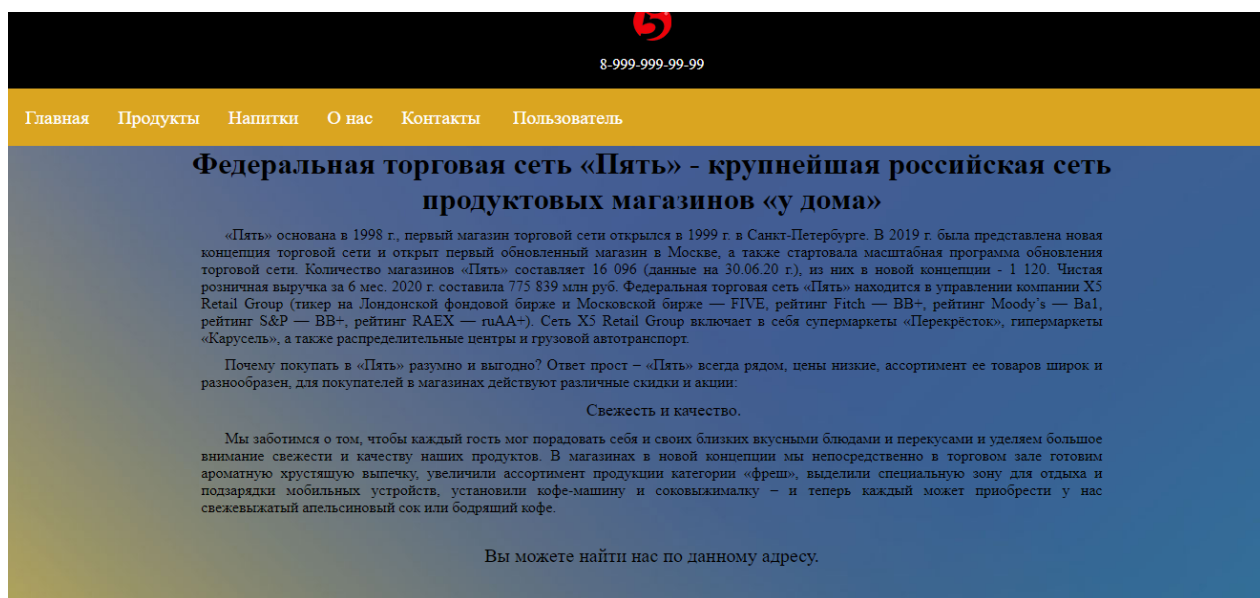 5
8-999-999-99-99
Главная Продукты Напитки О нас Контакты Пользователь
Федеральная торговая сеть «Пять» - крупнейшая российская сеть
продуктовых магазинов «у дома»
«Пять» основана в 1998 г., первый магазин торговой сети открылся в 1999 г. в Санкт-Петербурге. В 2019 г. была представлена новая
концепция торговой сети и открыт первый обновленный магазин в Москве, а также стартовала масштабная программа обновления
торговой сети. Количество магазинов «Пять» составляет 16 096 (данные на 30.06.20 г.), из них в новой концепции - 1 120. Чистая
розничная выручка за 6 мес. 2020 г. составила 775 839 млн руб. Федеральная торговая сеть «Пять» находится в управлении компании X5
Retail Group (тикер на Лондонской фондовой бирже и Московской бирже — FIVE, рейтинг Fitch — BB+, рейтинг Moody's — Ba1,
рейтинг S&P — BB+, рейтинг RAEX — ruAA+). Сеть X5 Retail Group включает в себя супермаркеты «Перекрёсток», гипермаркеты
«Карусель», а также распределительные центры и грузовой автотранспорт.
Почему покупать в «Пять» разумно и выгодно? Ответ прост – «Пять» всегда рядом, цены низкие, ассортимент ее товаров широк и
разнообразен, для покупателей в магазинах действуют различные скидки и акции:
Свежесть и качество.
Мы заботимся о том, чтобы каждый гость мог порадовать себя и своих близких вкусными блюдами и перекусами и уделяем большое
внимание свежести и качеству наших продуктов. В магазинах в новой концепции мы непосредственно в торговом зале готовим
ароматную хрустящую выпечку, увеличили ассортимент продукции категории «фреш», выделили специальную зону для отдыха и
подзарядки мобильных устройств, установили кофе-машину и соковыжималку – и теперь каждый может приобрести у нас
свежевыжатый апельсиновый сок или бодрящий кофе.
Вы можете найти нас по данному адресу.